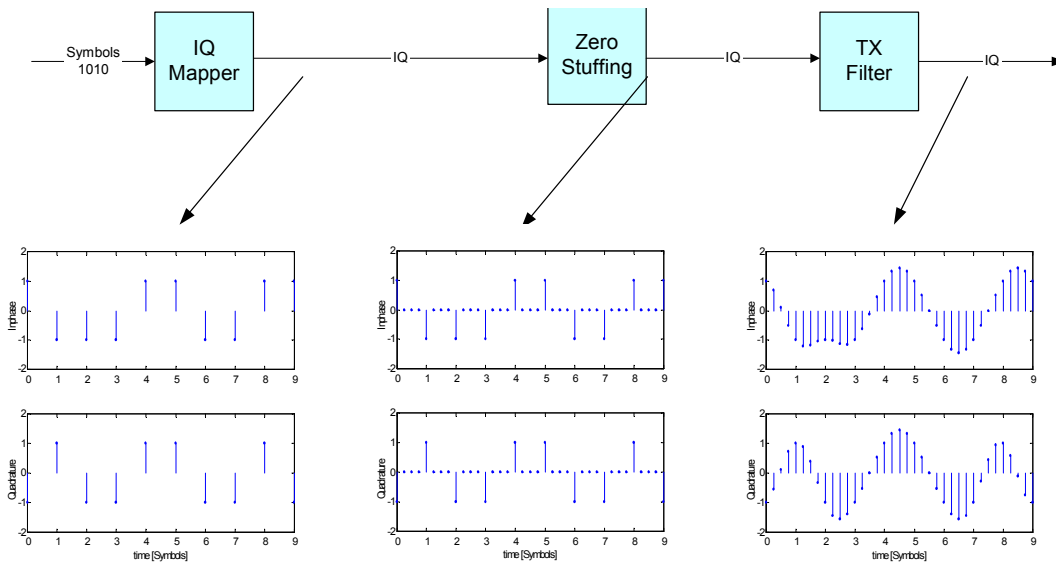 Symbols
1010
IQ
Mapper
IQ
Zero
Stuffing
IQ
TX
Filter
IQ
2
1
0
-1
-2
Inphase
0 1 2 3 4 5 6 7 8 9
2
1
0
-1
-2
Inphase
0 1 2 3 4 5 6 7 8 9
2
1
0
-1
-2
Inphase
0 1 2 3 4 5 6 7 8 9
2
1
0
-1
-2
Quadrature
0 1 2 3 4 5 6 7 8 9
time [Symbols]
2
1
0
-1
-2
Quadrature
0 1 2 3 4 5 6 7 8 9
time [Symbols]
2
1
0
-1
-2
Quadrature
0 1 2 3 4 5 6 7 8 9
time [Symbols]